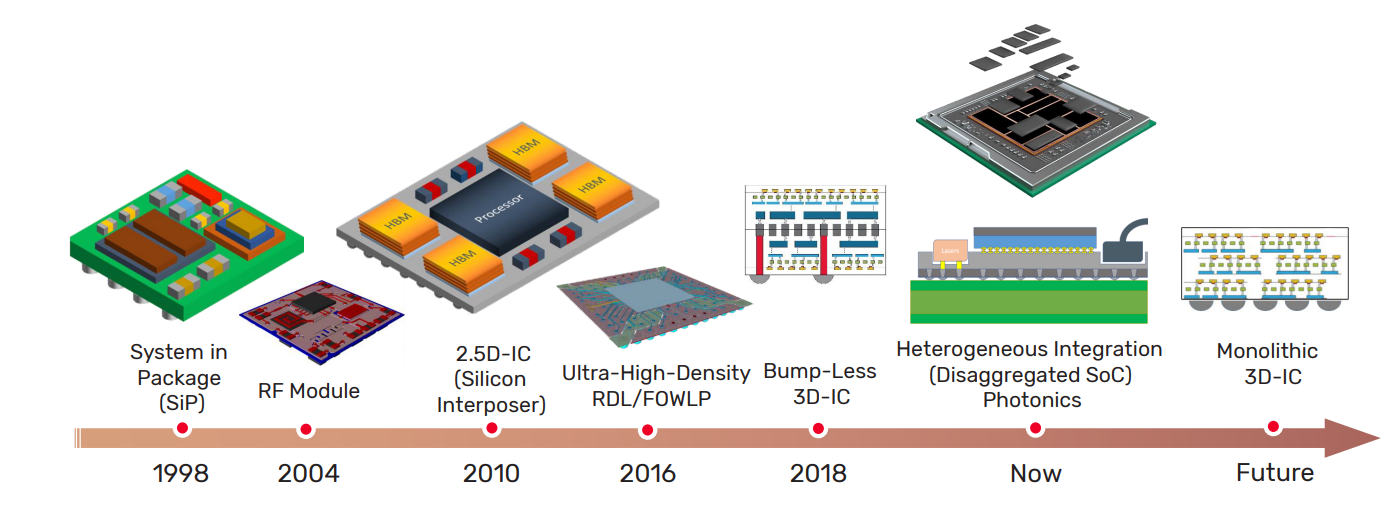 HBM
HBM
HBM
HBM
Processor
Lasers
System in
Package
(SiP)
RF Module
2.5D-IC
(Silicon
Interposer)
Ultra-High-Density
RDL/FOWLP
Bump-Less
3D-IC
Heterogeneous Integration
(Disaggregated SoC)
Photonics
Monolithic
3D-IC
1998
2004
2010
2016
2018
Now
Future